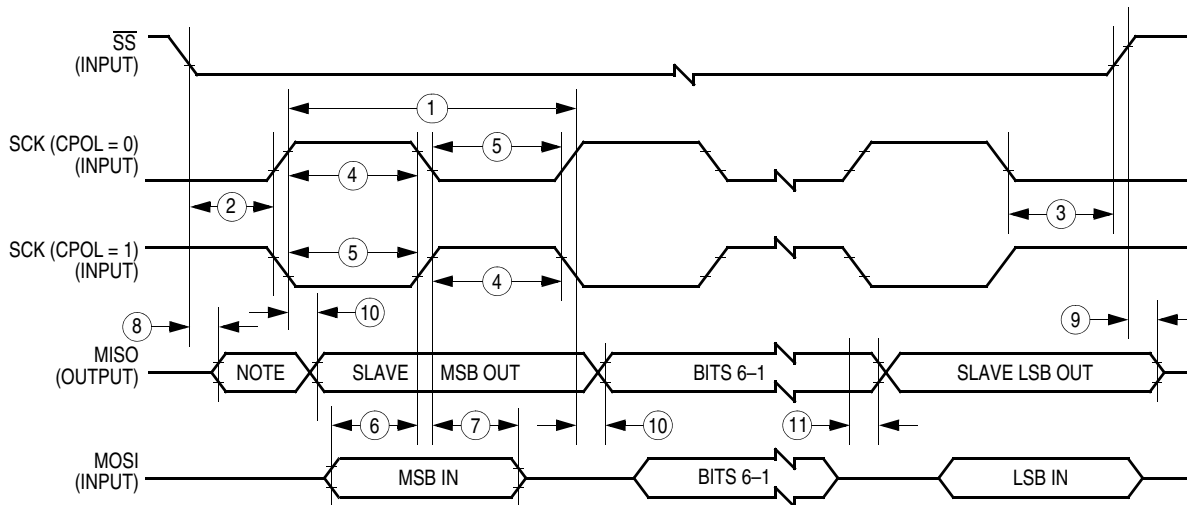 SS
(INPUT)
1
SCK (CPOL = 0)
(INPUT)
5
4
2
3
SCK (CPOL = 1)
(INPUT)
5
4
8
10
9
MISO
(OUTPUT)
NOTE
SLAVE
MSB OUT
BITS 6–1
SLAVE LSB OUT
6
7
10
11
MOSI
(INPUT)
MSB IN
BITS 6–1
LSB IN